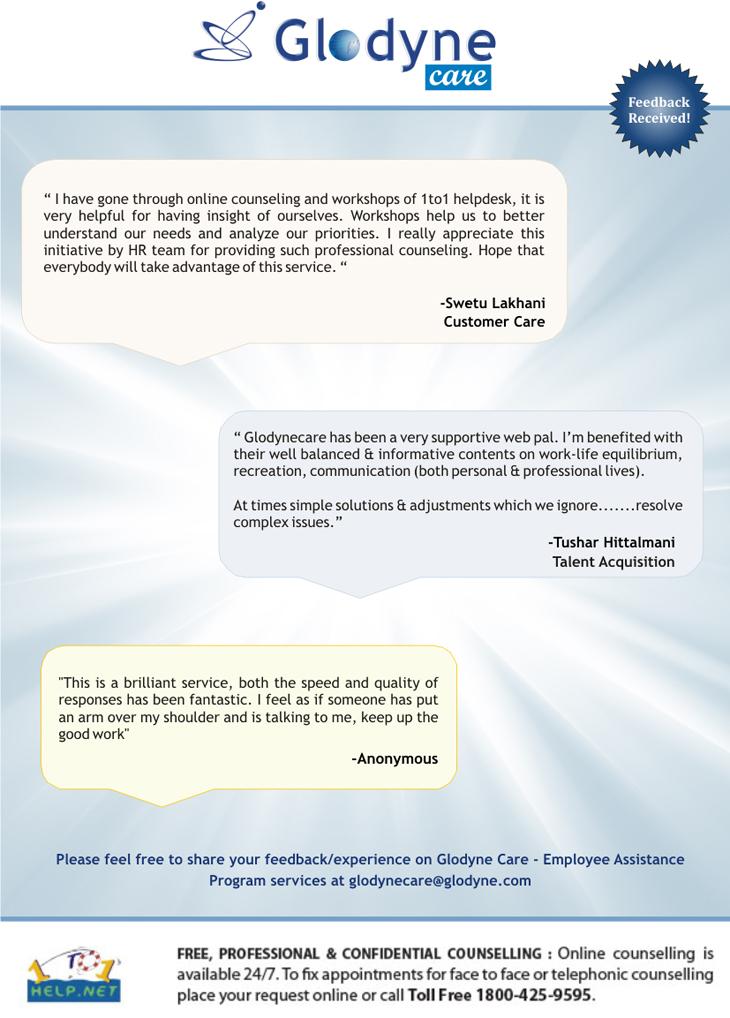 Glodyne
care
Feedback
Received!
“ I have gone through online counseling and workshops of 1to1 helpdesk, it is
very helpful for having insight of ourselves. Workshops help us to better
understand our needs and analyze our priorities. I really appreciate this
initiative by HR team for providing such professional counseling. Hope that
everybody will take advantage of this service. “
-Swetu Lakhani
Customer Care
“ Glodynecare has been a very supportive web pal. I’m benefited with
their well balanced & informative contents on work-life equilibrium,
recreation, communication (both personal & professional lives).
At times simple solutions & adjustments which we ignore.......resolve
complex issues.”
-Tushar Hittalmani
Talent Acquisition
"This is a brilliant service, both the speed and quality of
responses has been fantastic. I feel as if someone has put
an arm over my shoulder and is talking to me, keep up the
good work"
-Anonymous
Please feel free to share your feedback/experience on Glodyne Care - Employee Assistance
Program services at glodynecare@glodyne.com
1 TO 1
HELP.NET
FREE, PROFESSIONAL & CONFIDENTIAL COUNSELLING : Online counselling is
available 24/7. To fix appointments for face to face or telephonic counselling
place your request online or call Toll Free 1800-425-9595.